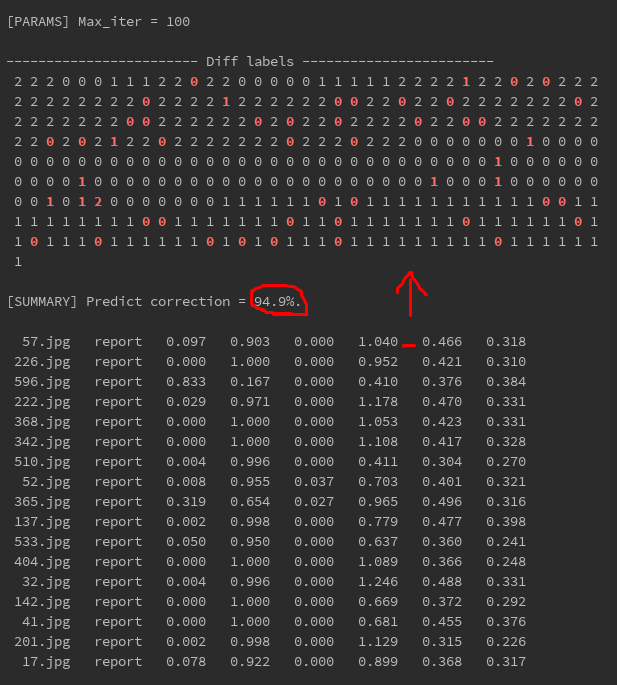 [PARAMS] Max_iter = 100
------------------------ Diff labels ------------------------
2 2 2 0 0 0 1 1 1 2 2 0 2 2 0 0 0 0 0 1 1 1 1 1 2 2 2 2 1 2 2 0 2 0 2 2 2
2 2 2 2 2 2 2 2 0 2 2 2 2 1 2 2 2 2 2 2 0 0 2 2 0 2 2 0 2 2 2 2 2 2 2 0 2
2 2 2 2 2 2 2 0 0 2 2 2 2 2 2 0 2 0 2 2 0 2 2 2 2 0 2 2 0 0 2 2 2 2 2 2 2
2 2 0 2 0 2 1 2 2 0 2 2 2 2 2 2 2 0 2 2 2 0 2 2 0 0 0 0 0 0 0 0 1 0 0 0 0
0 0 0 0 0 0 0 0 0 0 0 0 0 0 0 0 0 0 0 0 0 0 0 0 0 0 0 0 0 0 1 0 0 0 0 0 0
0 0 0 0 1 0 0 0 0 0 0 0 0 0 0 0 0 0 0 0 0 0 0 0 0 0 1 0 0 0 1 0 0 0 0 0 0
0 0 1 0 1 2 0 0 0 0 0 0 0 1 1 1 1 1 1 0 1 0 1 1 1 1 1 1 1 1 1 1 1 0 0 1 1
1 1 1 1 1 1 1 1 0 0 1 1 1 1 1 1 1 0 1 1 0 1 1 1 1 1 1 1 0 1 1 1 1 1 1 0 1
1 0 1 1 1 0 1 1 1 1 1 1 0 1 0 1 0 1 1 1 0 1 1 1 1 1 1 1 1 1 0 1 1 1 1 1 1
1
[SUMMARY] Predict correction = 94.9%.
57.jpg report 0.097 0.903 0.000 1.040 0.466 0.318
226.jpg report 0.000 1.000 0.000 0.952 0.421 0.310
596.jpg report 0.833 0.167 0.000 0.410 0.376 0.384
222.jpg report 0.029 0.971 0.000 1.178 0.470 0.331
368.jpg report 0.000 1.000 0.000 1.053 0.423 0.331
342.jpg report 0.000 1.000 0.000 1.108 0.417 0.328
510.jpg report 0.004 0.996 0.000 0.411 0.304 0.270
52.jpg report 0.008 0.955 0.037 0.703 0.401 0.321
365.jpg report 0.319 0.654 0.027 0.965 0.496 0.316
137.jpg report 0.002 0.998 0.000 0.779 0.477 0.398
533.jpg report 0.050 0.950 0.000 0.637 0.360 0.241
404.jpg report 0.000 1.000 0.000 1.089 0.366 0.248
32.jpg report 0.004 0.996 0.000 1.246 0.488 0.331
142.jpg report 0.000 1.000 0.000 0.669 0.372 0.292
41.jpg report 0.000 1.000 0.000 0.681 0.455 0.376
201.jpg report 0.002 0.998 0.000 1.129 0.315 0.226
17.jpg report 0.078 0.922 0.000 0.899 0.368 0.317